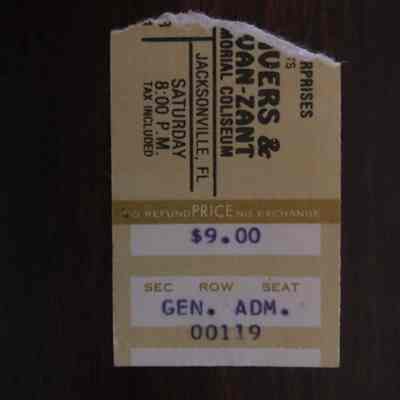 RPRISES
IVERS &
VAN-ZANT
MORIAL COLISEUM
JACKSONVILLE, FL
SATURDAY
8:00 P.M.
TAX INCLUDED
NO REFUND PRICE NO EXCHANGE
$9.00
SEC ROW SEAT
GEN. ADM.
00119